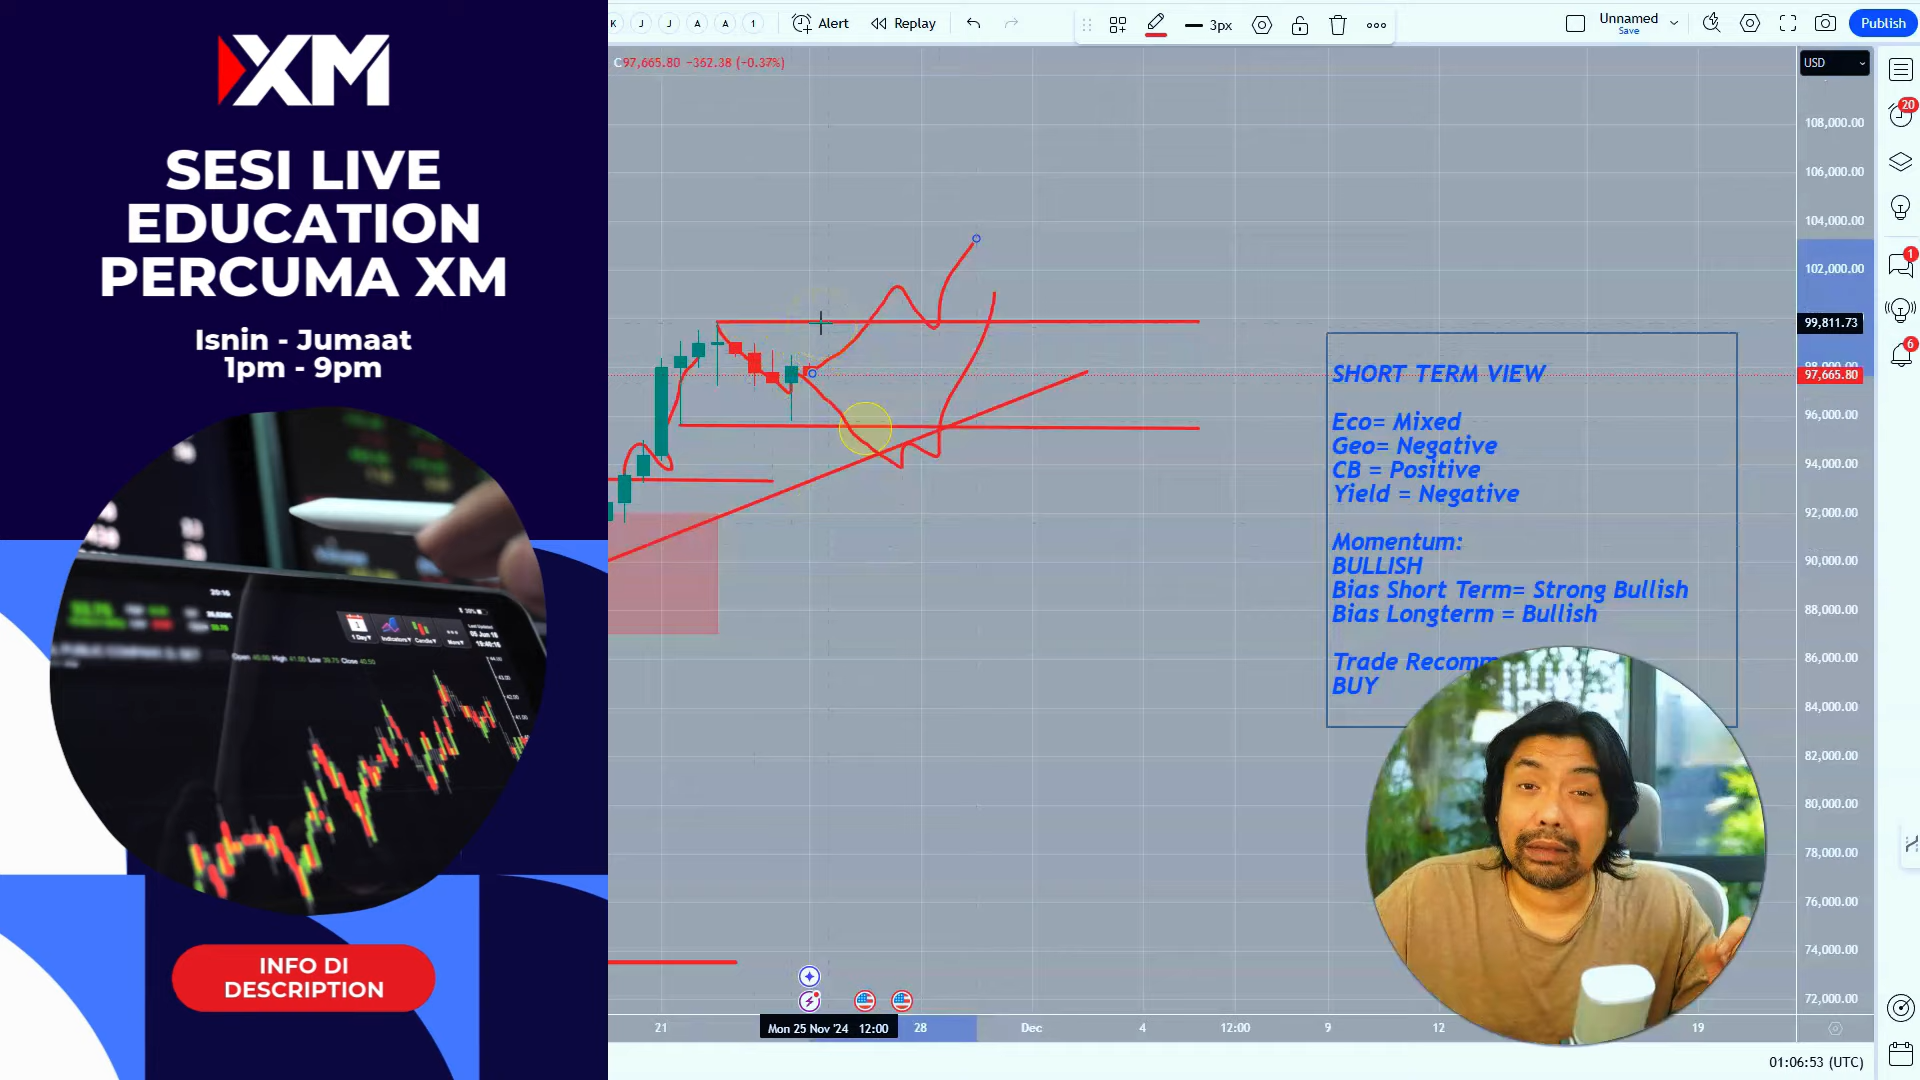 XM
SESI LIVE
EDUCATION
PERCUMA XM
Isnin - Jumaat
1pm - 9pm
INFO DI
DESCRIPTION
K J J A A 1
Alert
Replay
3px
Unnamed
Save
Publish
C97,665.80 −362.38 (−0.37%)
USD
108,000.00
106,000.00
104,000.00
102,000.00
99,811.73
97,665.80
96,000.00
94,000.00
92,000.00
90,000.00
88,000.00
86,000.00
84,000.00
82,000.00
80,000.00
78,000.00
76,000.00
74,000.00
72,000.00
20
1
6
SHORT TERM VIEW
Eco= Mixed
Geo= Negative
CB = Positive
Yield = Negative
Momentum:
BULLISH
Bias Short Term= Strong Bullish
Bias Longterm = Bullish
Trade
BUY
21
Mon 25 Nov '24 12:00
28
Dec
4
12:00
9
12
19
01:06:53 (UTC)